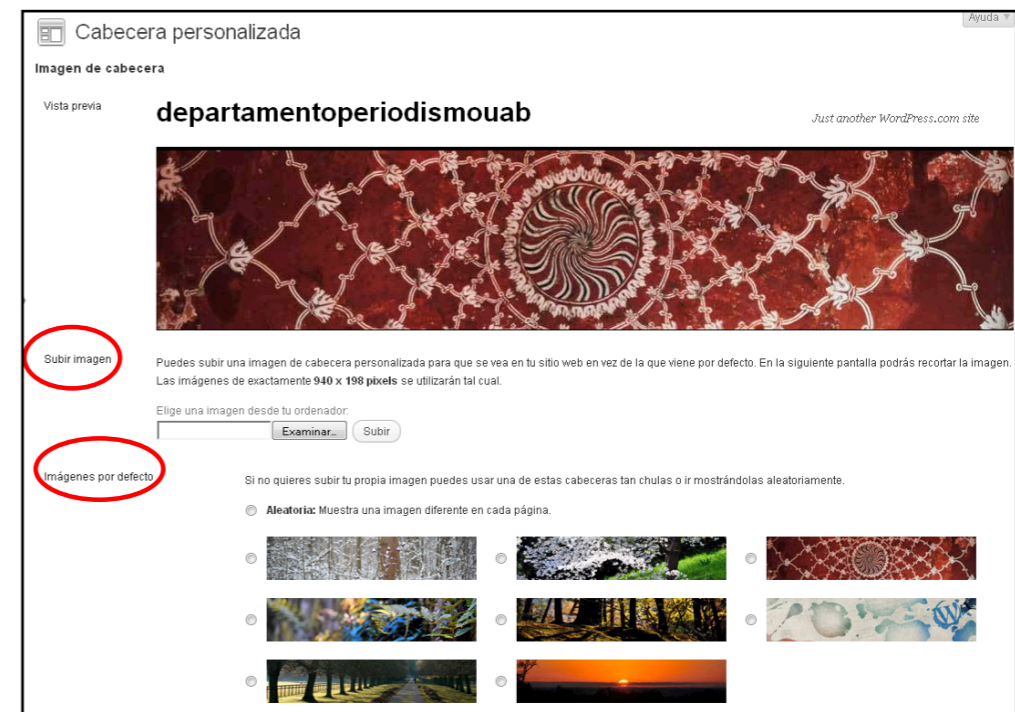 Ayuda
Cabecera personalizada
Imagen de cabecera
Vista previa
departamentoperiodismouab
Just another WordPress.com site
Subir imagen
Puedes subir una imagen de cabecera personalizada para que se vea en tu sitio web en vez de la que viene por defecto. En la siguiente pantalla podrás recortar la imagen.
Las imágenes de exactamente 940 x 198 pixels se utilizarán tal cual.
Elige una imagen desde tu ordenador:
Examinar... Subir
Imágenes por defecto
Si no quieres subir tu propia imagen puedes usar una de estas cabeceras tan chulas o ir mostrándolas aleatoriamente.
Aleatoria: Muestra una imagen diferente en cada página.